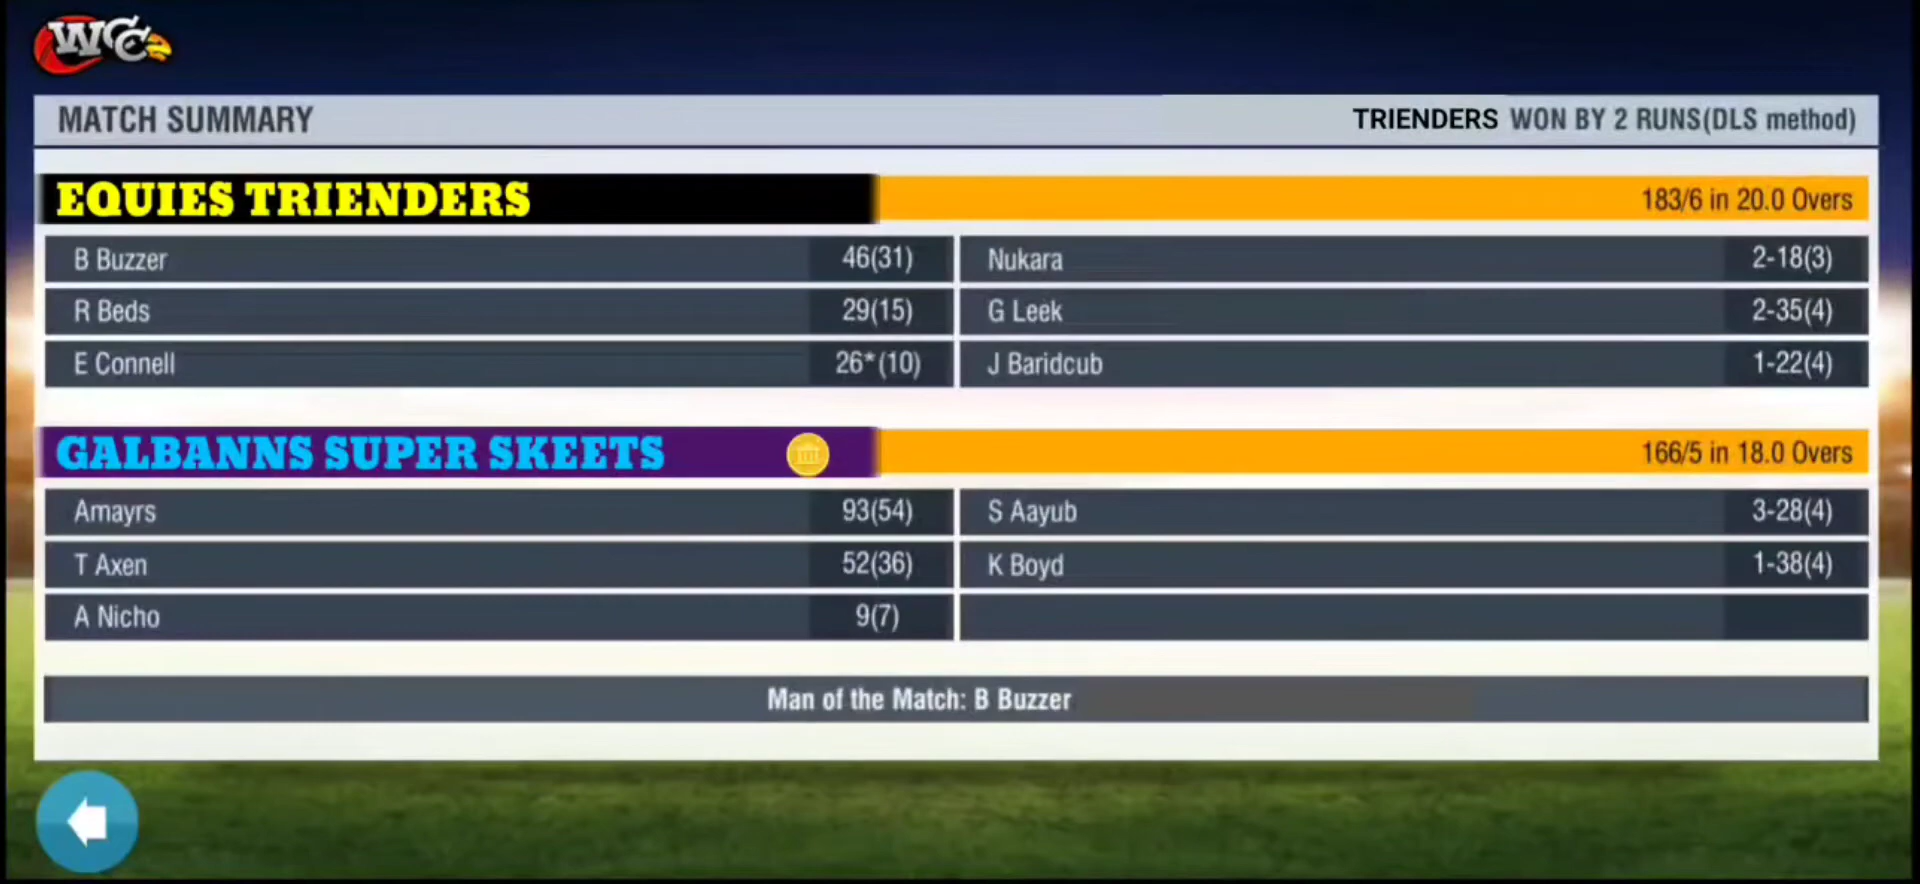 WCC
MATCH SUMMARY TRIENDERS WON BY 2 RUNS(DLS method)
EQUIES TRIENDERS 183/6 in 20.0 Overs
B Buzzer 46(31) Nukara 2-18(3)
R Beds 29(15) G Leek 2-35(4)
E Connell 26*(10) J Baridcub 1-22(4)
GALBANNS SUPER SKEETS 166/5 in 18.0 Overs
Amayrs 93(54) S Aayub 3-28(4)
T Axen 52(36) K Boyd 1-38(4)
A Nicho 9(7)
Man of the Match: B Buzzer